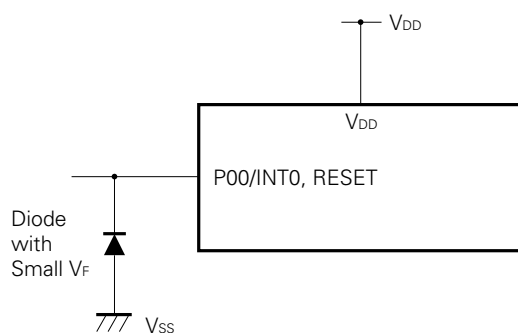 VDD
VDD
P00/INT0, RESET
Diode
with
Small VF
VSS